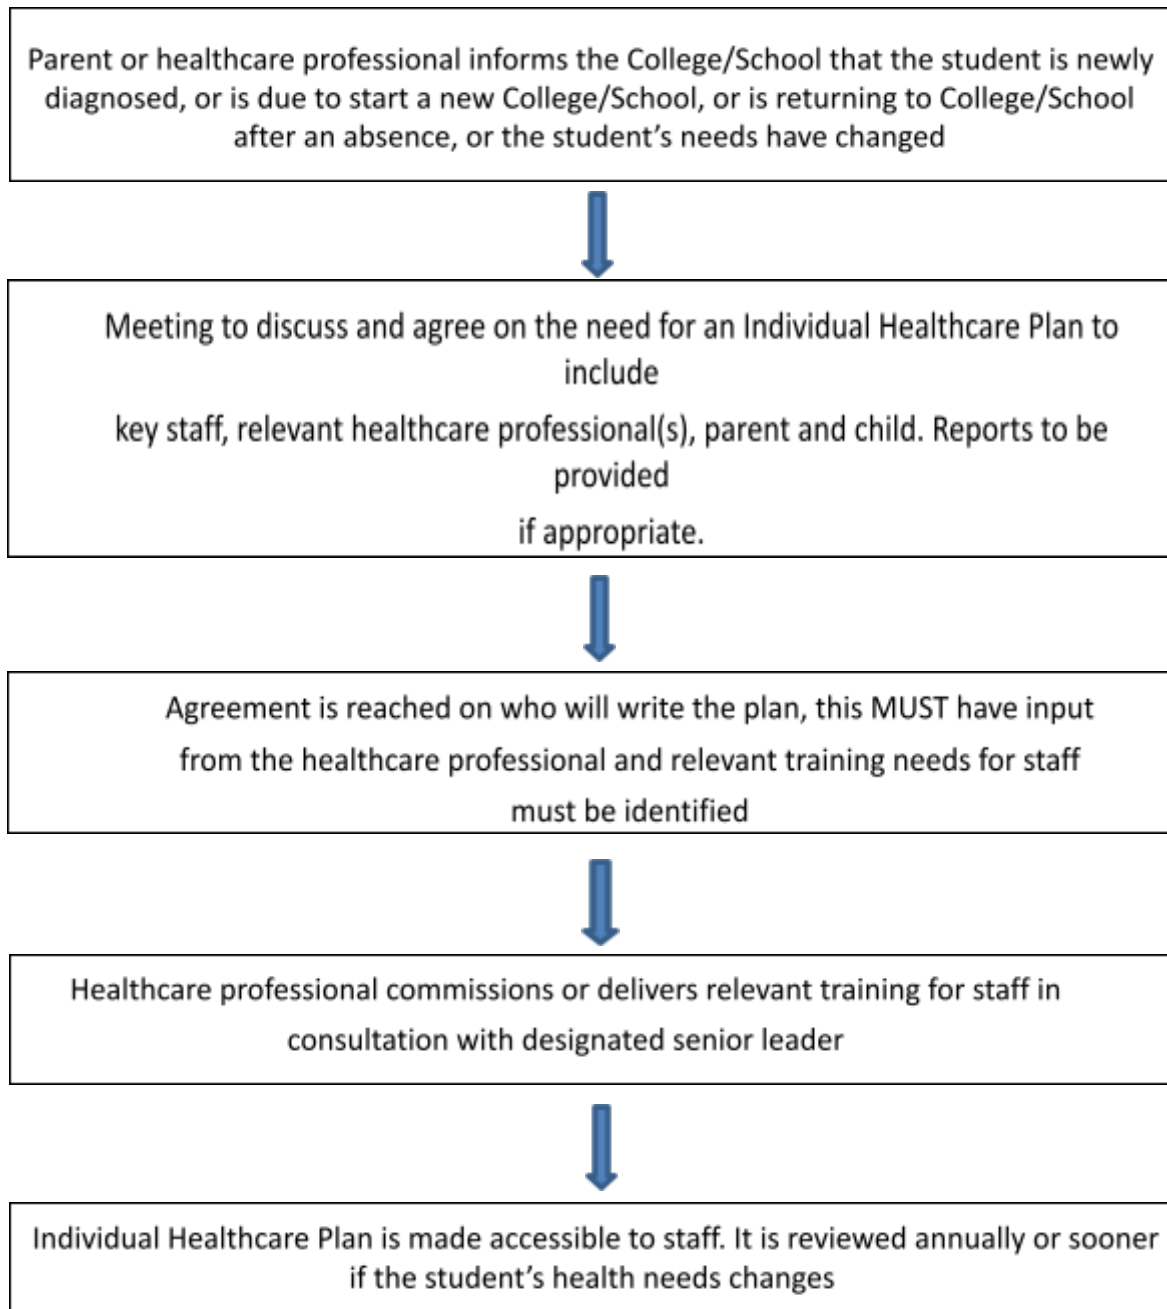 Parent or healthcare professional informs the College/School that the student is newly
diagnosed, or is due to start a new College/School, or is returning to College/School
after an absence, or the student’s needs have changed
Meeting to discuss and agree on the need for an Individual Healthcare Plan to
include
key staff, relevant healthcare professional(s), parent and child. Reports to be
provided
if appropriate.
Agreement is reached on who will write the plan, this MUST have input
from the healthcare professional and relevant training needs for staff
must be identified
Healthcare professional commissions or delivers relevant training for staff in
consultation with designated senior leader
Individual Healthcare Plan is made accessible to staff. It is reviewed annually or sooner
if the student’s health needs changes